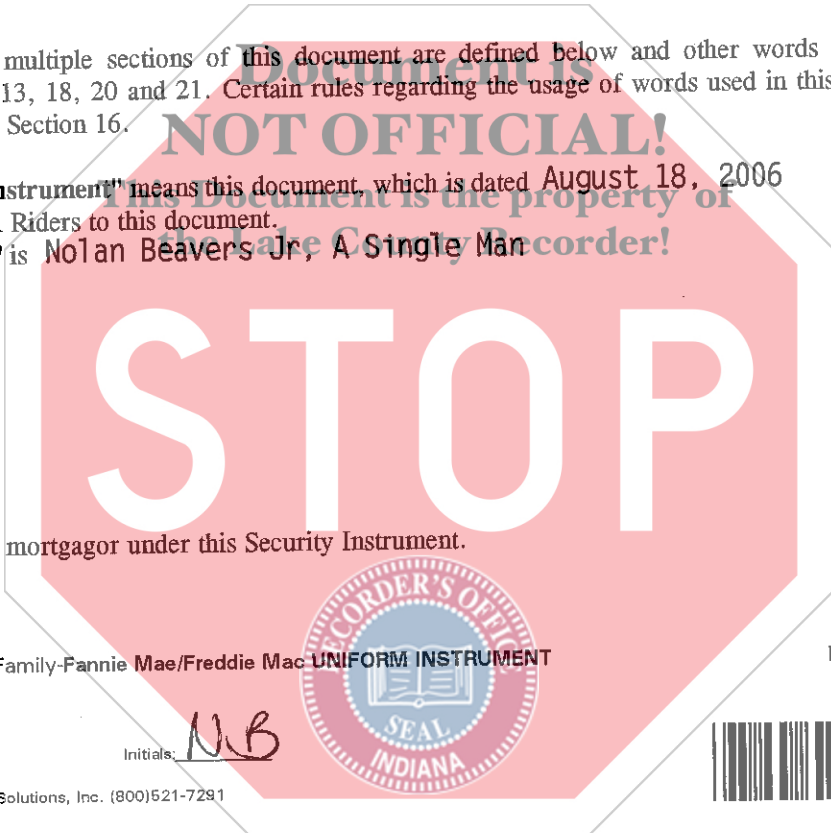 multiple sections of this document are defined below and other words
Document is
13, 18, 20 and 21. Certain rules regarding the usage of words used in this
Section 16.
NOT OFFICIAL!
nstrument" means this document, which is dated August 18, 2006
This Document is the property of
Riders to this document.
is Nolan Beavers Jr, A Single Man
the Lake County Recorder!
STOP
mortgagor under this Security Instrument.
RECORDER'S OFFICE
SEAL
INDIANA
Family-Fannie Mae/Freddie Mac UNIFORM INSTRUMENT
Initials: NB
Solutions, Inc. (800)521-7291